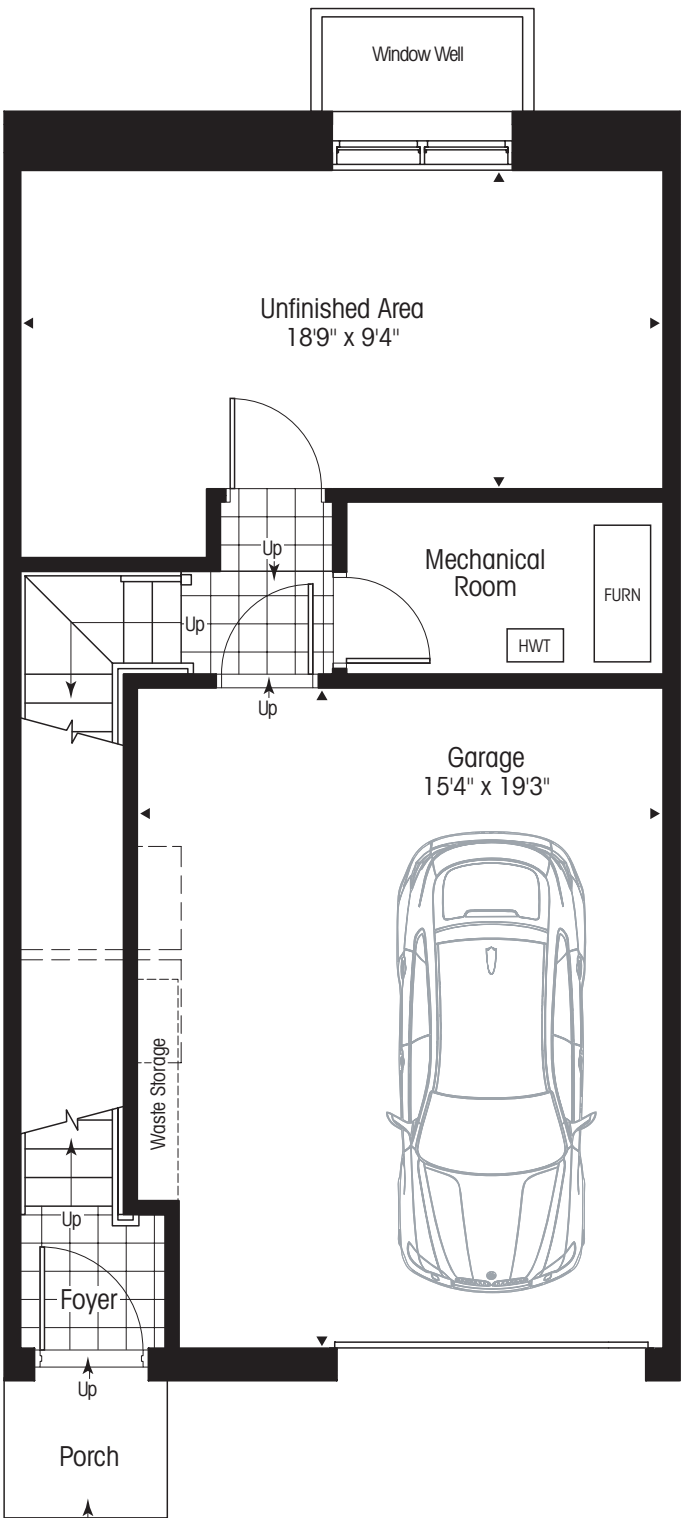 Window Well
Unfinished Area
18'9" x 9'4"
Up
Mechanical
Room
FURN
Up
HWT
Up
Garage
15'4" x 19'3"
Waste Storage
Up
Foyer
Up
Porch